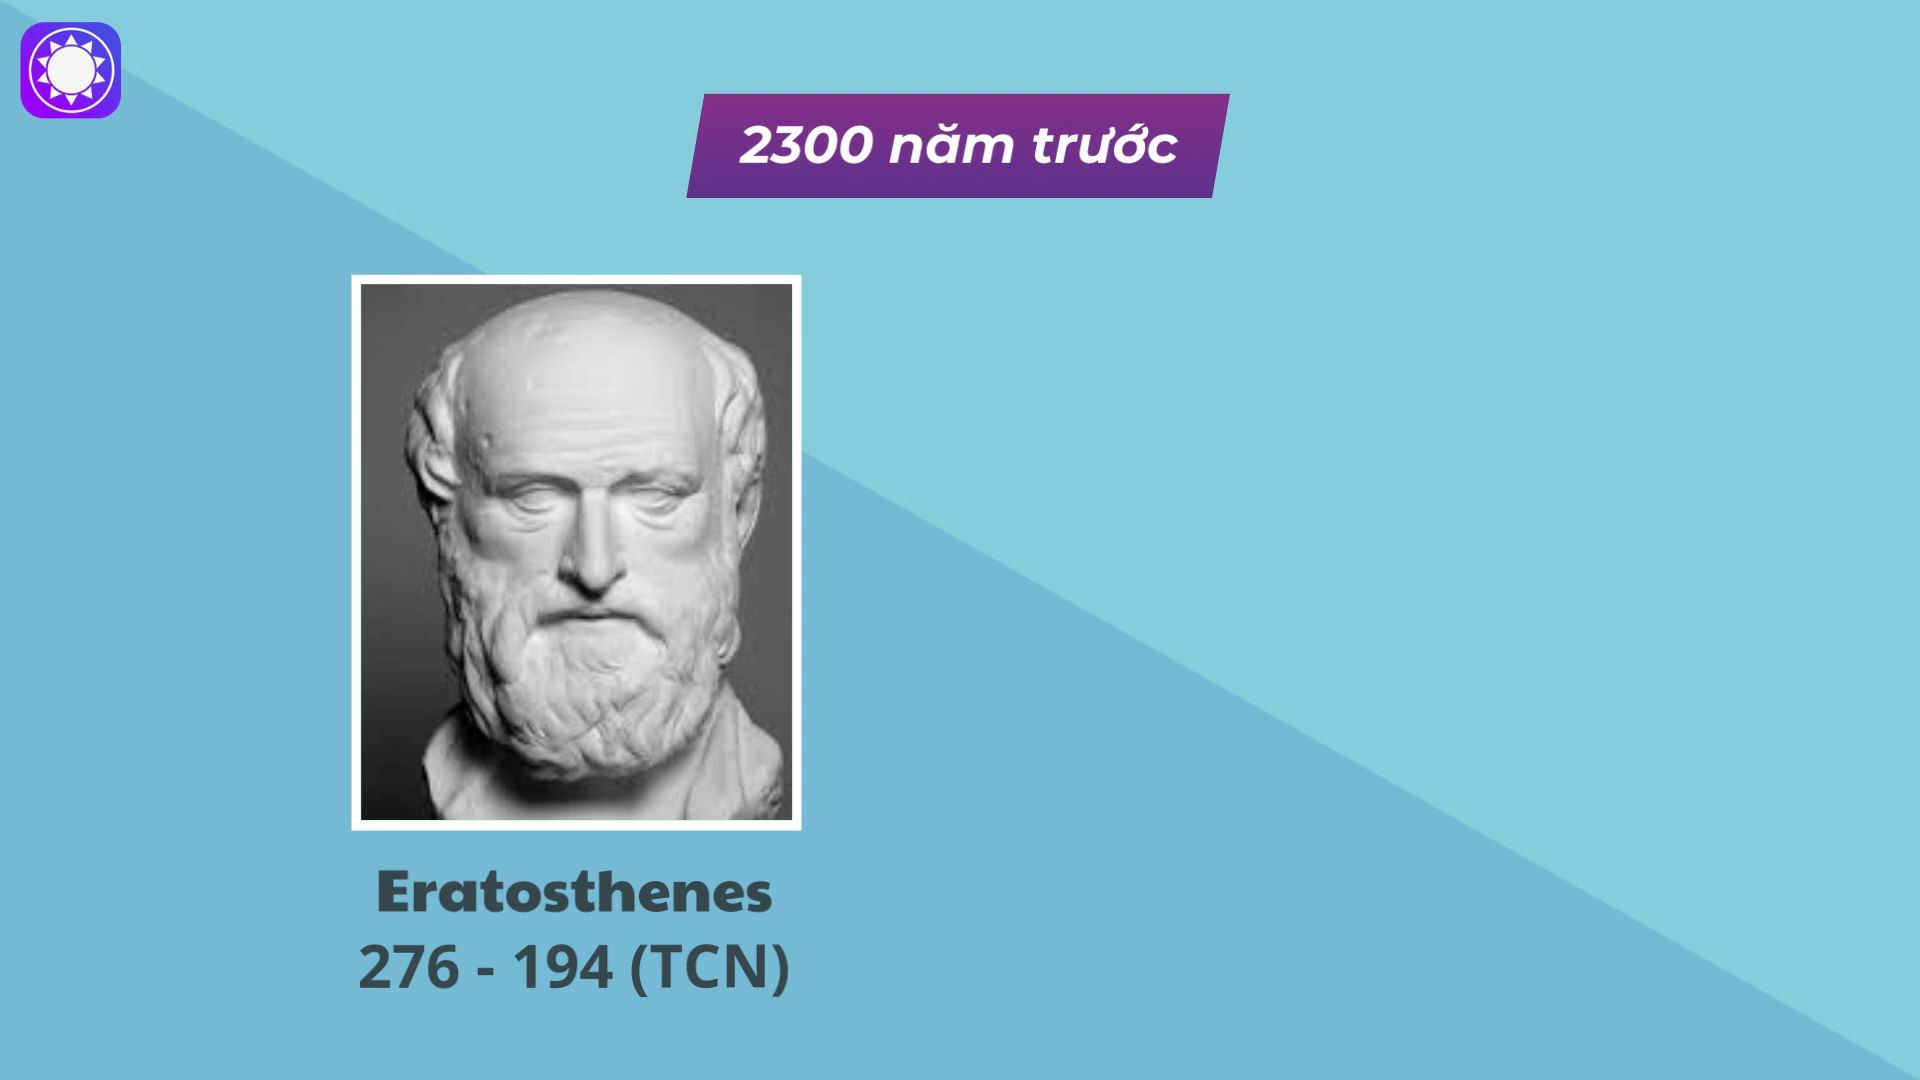 2300 năm trước
Eratosthenes
276 - 194 (TCN)